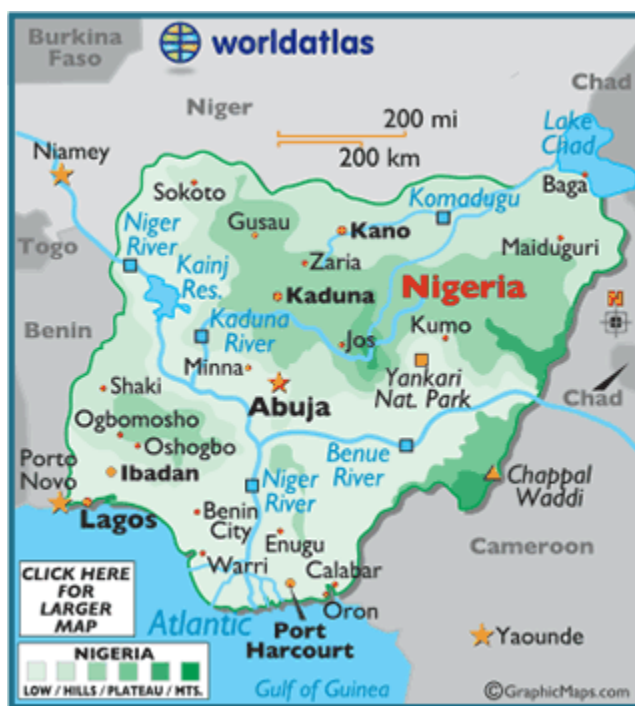 worldatlas
Burkina
Faso
Niger
Chad
200 mi
200 km
Lake
Chad
Niamey
Sokoto
Komadugu
Baga
Gusau
Kano
Niger
River
Maiduguri
Togo
Zaria
Kainj
Res.
Kaduna
Nigeria
N
Kaduna
River
Kumo
Benin
Jos
Minna
Yankari
Nat. Park
Shaki
Abuja
Chad
Ogbomosho
Oshogbo
Benue
River
Porto
Novo
Ibadan
Niger
River
Chappal
Waddi
Lagos
Benin
City
Enugu
Cameroon
Warri
CLICK HERE
FOR
LARGER
MAP
Calabar
Oron
Atlantic
Port
Harcourt
Yaounde
NIGERIA
LOW / HILLS / PLATEAU / MTS.
Gulf of Guinea
©GraphicMaps.com